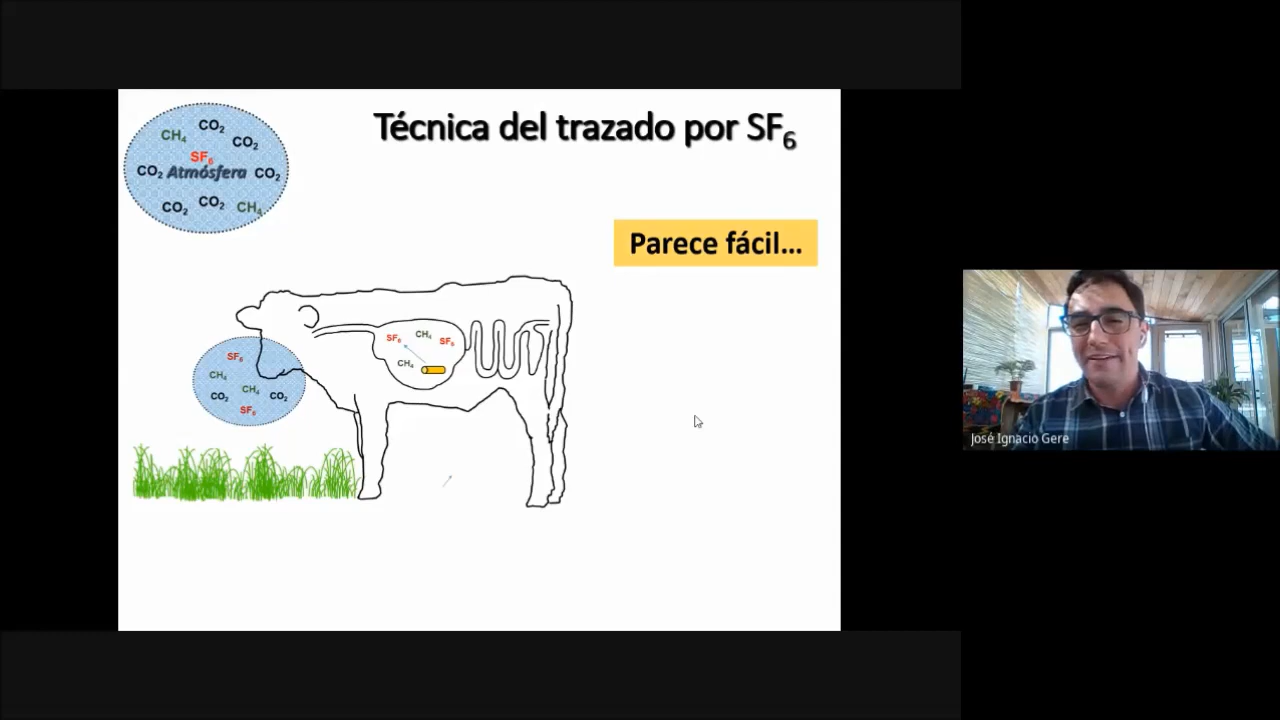 Técnica del trazado por SF6
CH4
CO2
CO2
SF6
CO2 Atmósfera CO2
CO2
CO2
CH4
Parece fácil...
SF6
CH4
SF6
CH4
SF6
CH4
CH4
CO2
CO2
SF6
José Ignacio Gere